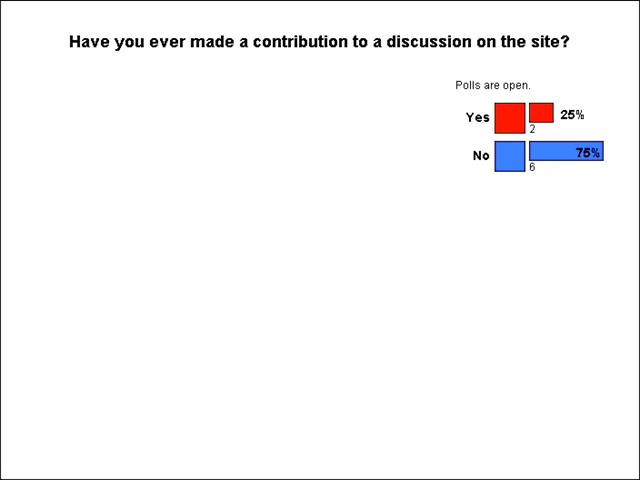 Have you ever made a contribution to a discussion on the site?
Polls are open.
Yes 25%
2
No 75%
6